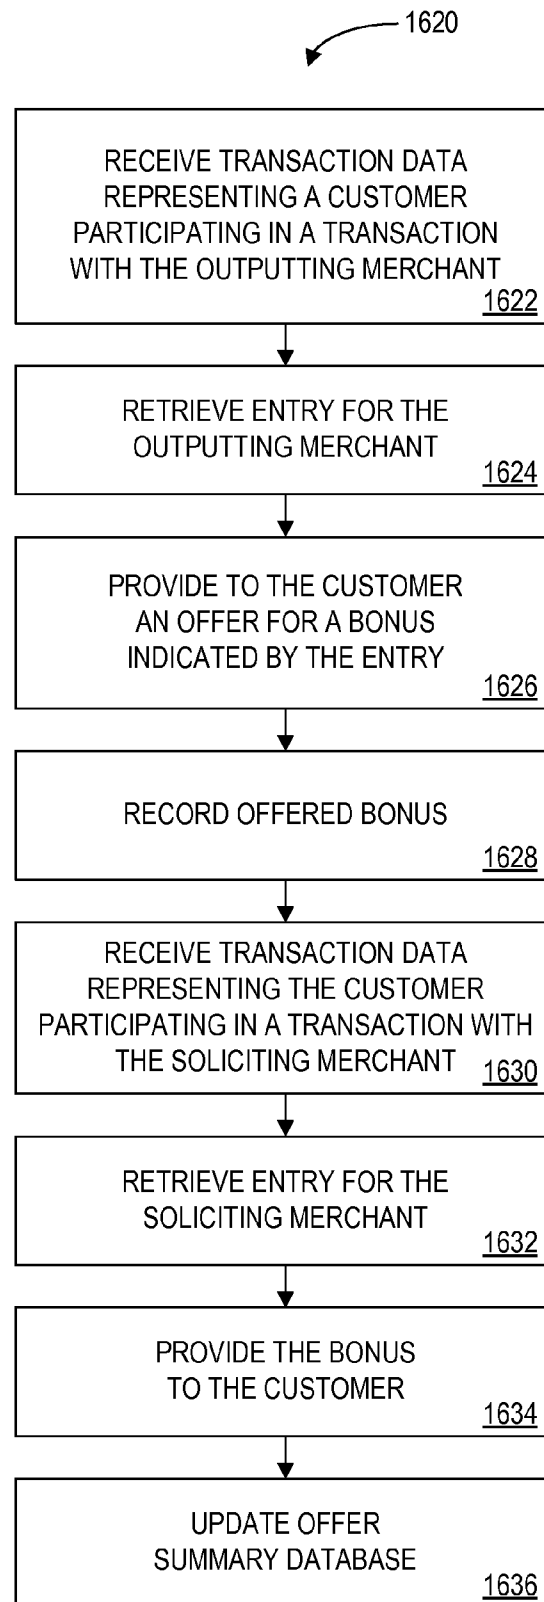 1620
RECEIVE TRANSACTION DATA
REPRESENTING A CUSTOMER
PARTICIPATING IN A TRANSACTION
WITH THE OUTPUTTING MERCHANT
1622
RETRIEVE ENTRY FOR THE
OUTPUTTING MERCHANT
1624
PROVIDE TO THE CUSTOMER
AN OFFER FOR A BONUS
INDICATED BY THE ENTRY
1626
RECORD OFFERED BONUS
1628
RECEIVE TRANSACTION DATA
REPRESENTING THE CUSTOMER
PARTICIPATING IN A TRANSACTION WITH
THE SOLICITING MERCHANT
1630
RETRIEVE ENTRY FOR THE
SOLICITING MERCHANT
1632
PROVIDE THE BONUS
TO THE CUSTOMER
1634
UPDATE OFFER
SUMMARY DATABASE
1636